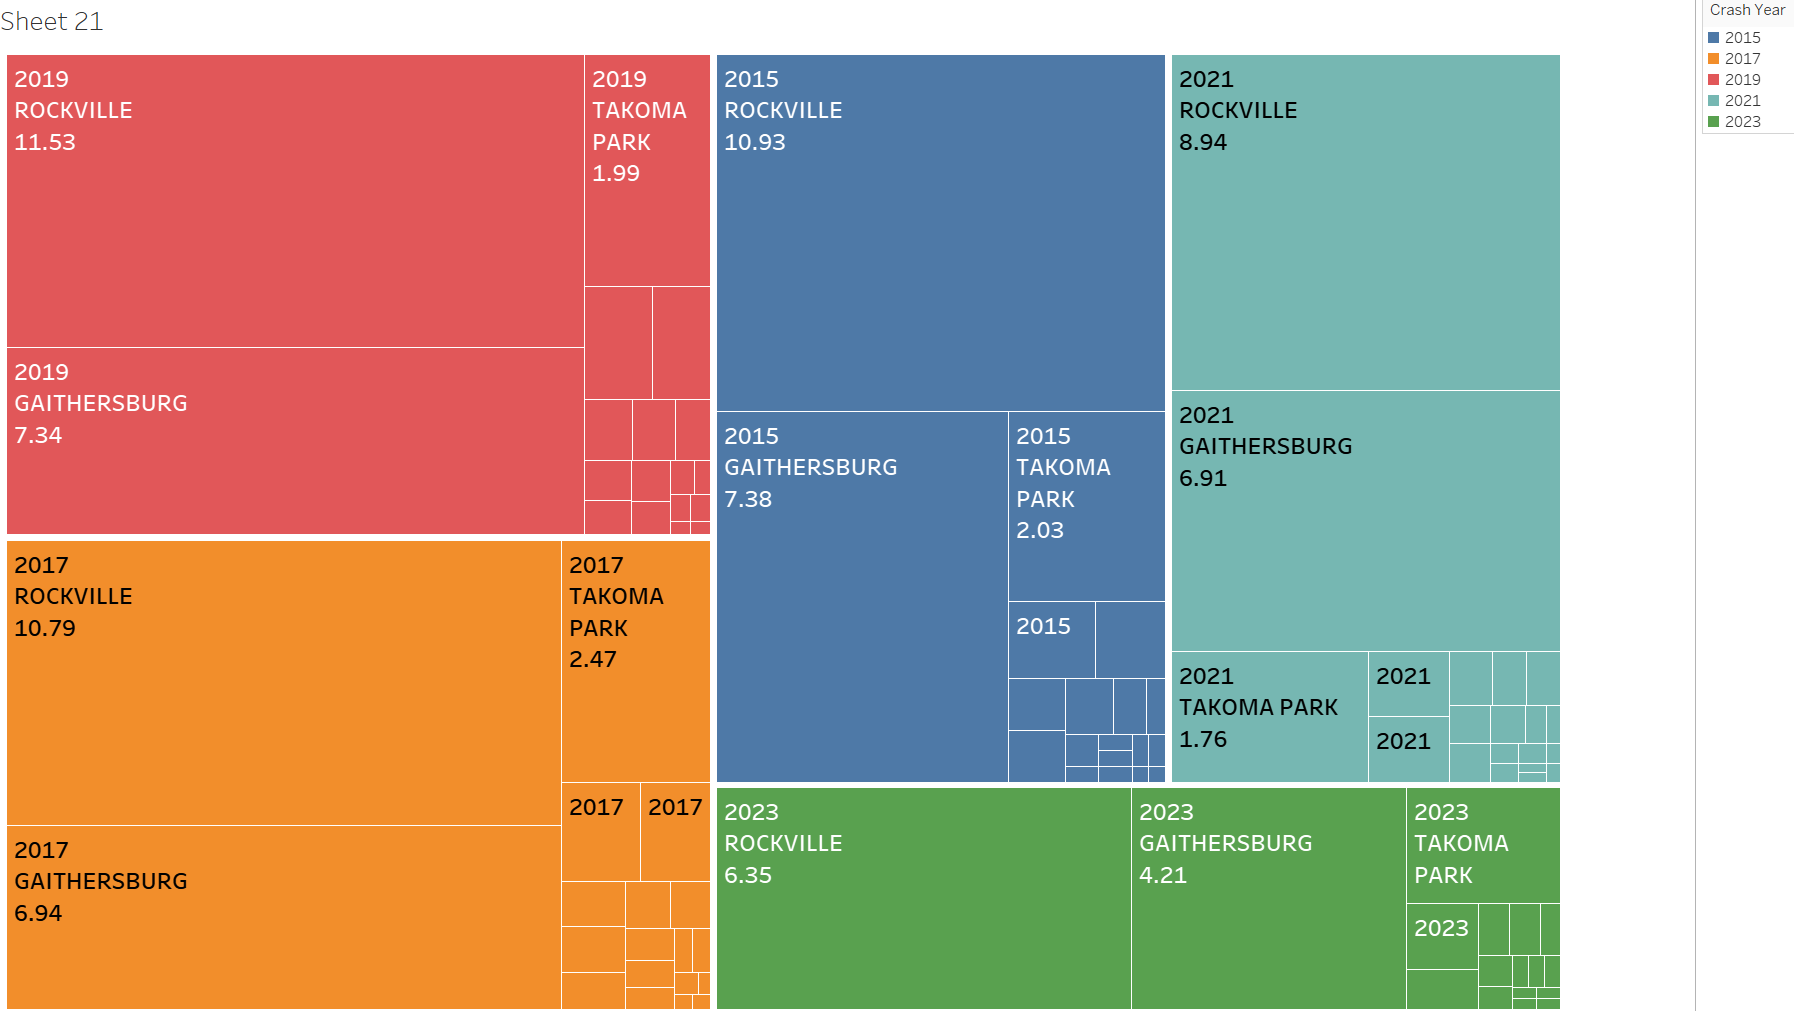 Sheet 21
2019
ROCKVILLE
11.53
2019
TAKOMA
PARK
1.99
2019
GAITHERSBURG
7.34
2017
ROCKVILLE
10.79
2017
TAKOMA
PARK
2.47
2017
2017
2017
GAITHERSBURG
6.94
2015
ROCKVILLE
10.93
2015
GAITHERSBURG
7.38
2015
TAKOMA
PARK
2.03
2015
2021
ROCKVILLE
8.94
2021
GAITHERSBURG
6.91
2021
TAKOMA PARK
1.76
2021
2021
2023
ROCKVILLE
6.35
2023
GAITHERSBURG
4.21
2023
TAKOMA
PARK
2023
Crash Year
2015
2017
2019
2021
2023